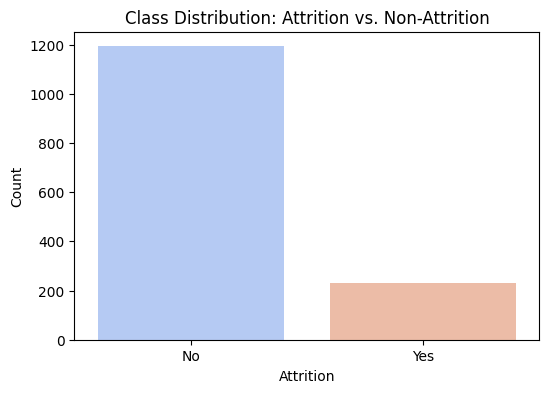 Class Distribution: Attrition vs. Non-Attrition
1200
1000
800
600
400
200
0
Count
No Yes
Attrition